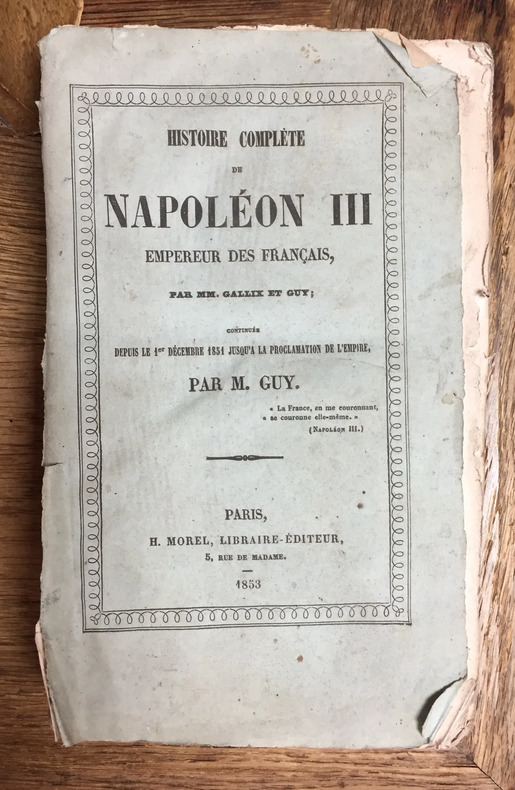 HISTOIRE COMPLÈTE
DE
NAPOLÉON III
EMPEREUR DES FRANÇAIS,
PAR MM. GALLIX ET GUY;
CONTINUÉE
DEPUIS LE 1er DÉCEMBRE 1851 JUSQU'A LA PROCLAMATION DE L'EMPIRE,
PAR M. GUY.
« La France, en me couronnant,
« se couronne elle-même. »
(NAPOLÉON III.)
PARIS,
H. MOREL, LIBRAIRE-ÉDITEUR,
5, RUE DE MADAME.
1853